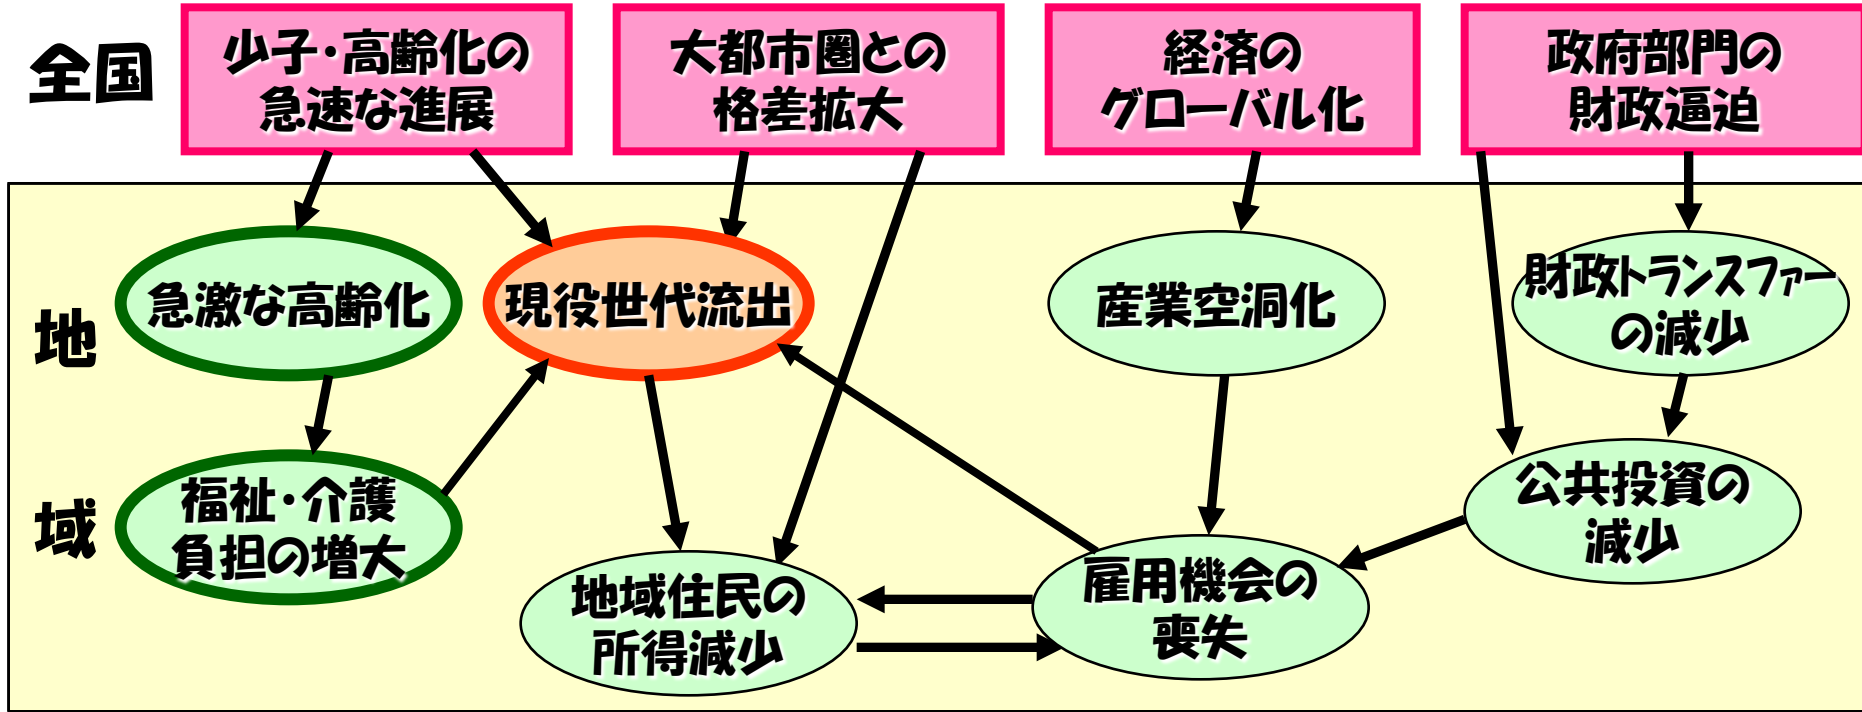 全国
少子・高齢化の
急速な進展
大都市圏との
格差拡大
経済の
グローバル化
政府部門の
財政逼迫
地
域
急激な高齢化
現役世代流出
産業空洞化
財政トランスファー
の減少
福祉・介護
負担の増大
公共投資の
減少
地域住民の
所得減少
雇用機会の
喪失